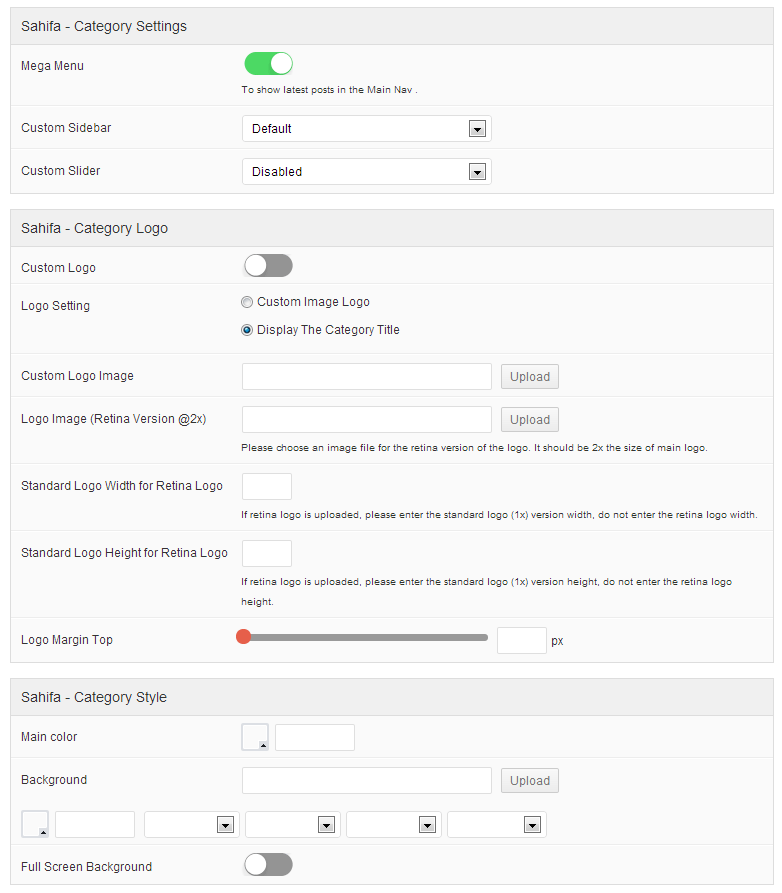 Sahifa - Category Settings
Mega Menu
To show latest posts in the Main Nav .
Custom Sidebar
Default
Custom Slider
Disabled
Sahifa - Category Logo
Custom Logo
Logo Setting
Custom Image Logo
Display The Category Title
Custom Logo Image
Upload
Logo Image (Retina Version @2x)
Upload
Please choose an image file for the retina version of the logo. It should be 2x the size of main logo.
Standard Logo Width for Retina Logo
If retina logo is uploaded, please enter the standard logo (1x) version width, do not enter the retina logo width.
Standard Logo Height for Retina Logo
If retina logo is uploaded, please enter the standard logo (1x) version height, do not enter the retina logo
height.
Logo Margin Top
px
Sahifa - Category Style
Main color
Background
Upload
Full Screen Background